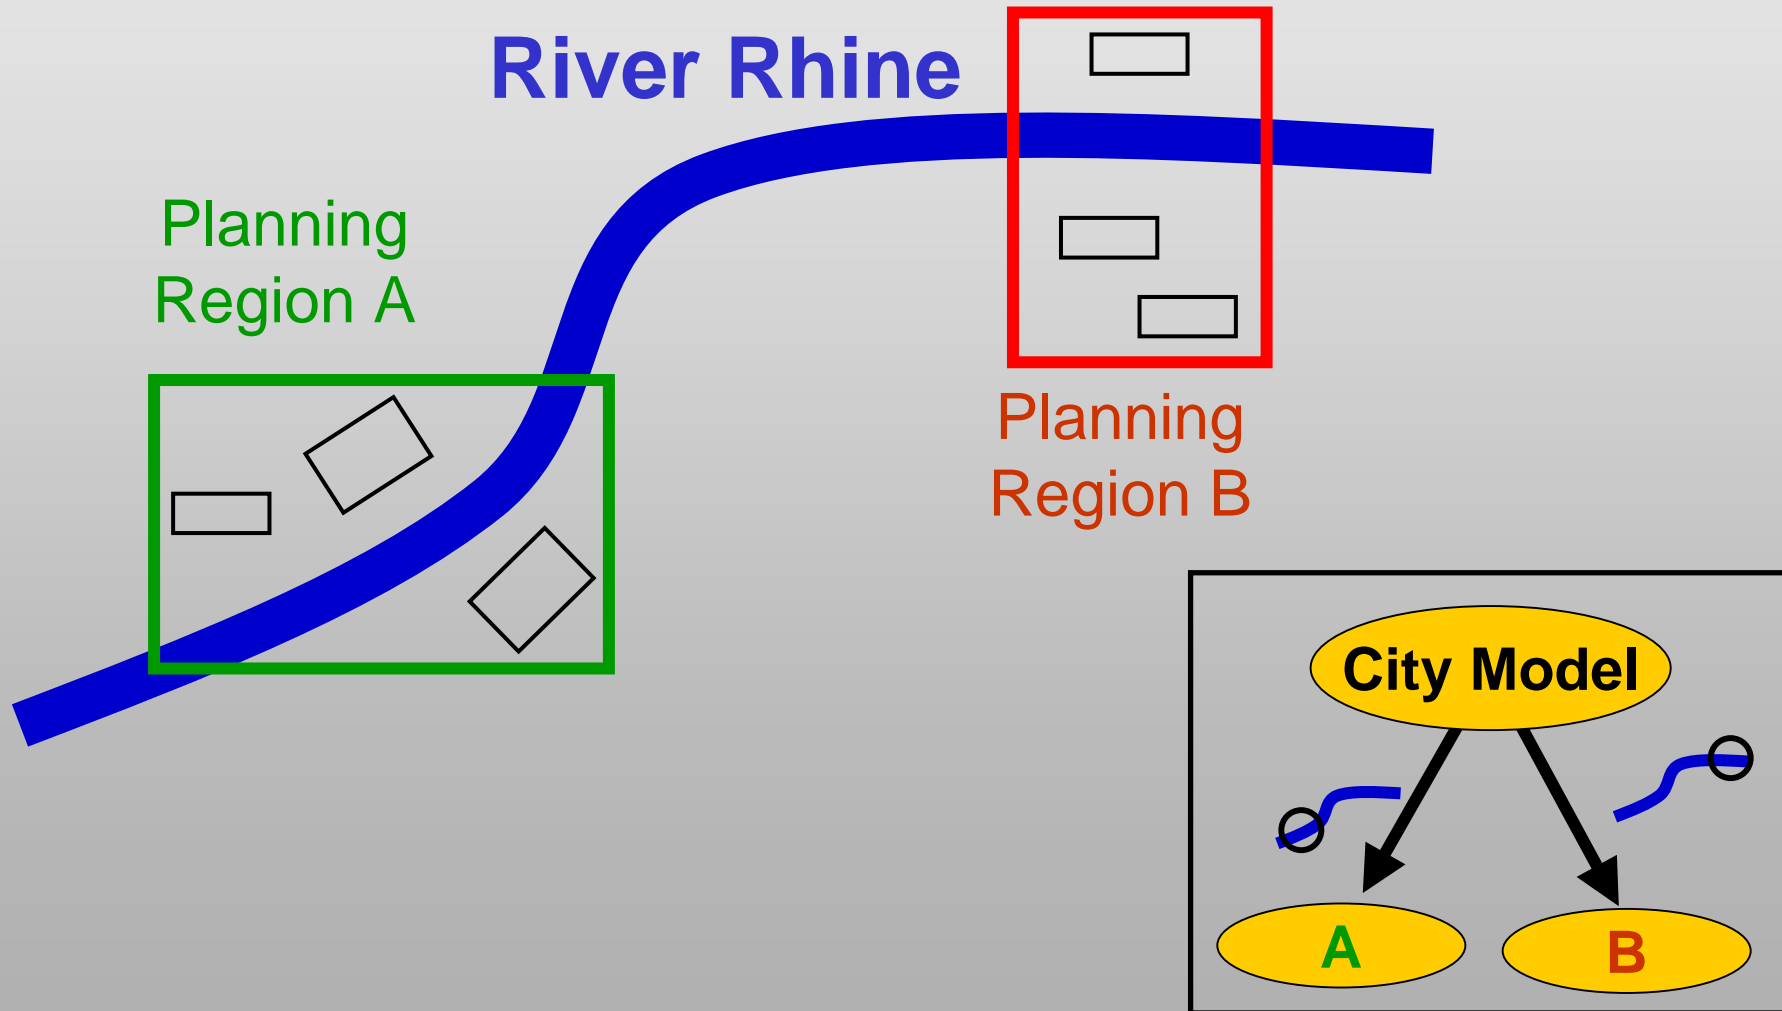 River Rhine
Planning
Region A
Planning
Region B
City Model
A
B